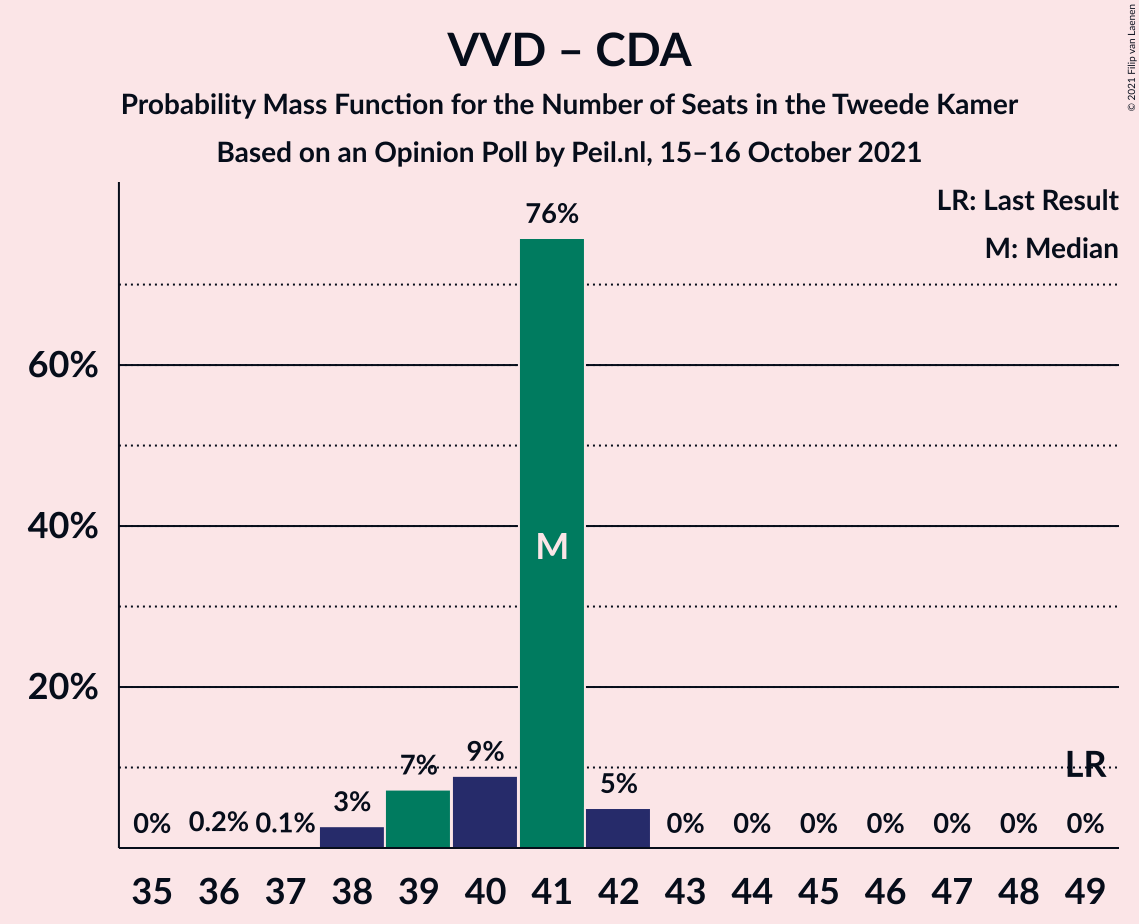 VVD – CDA
Probability Mass Function for the Number of Seats in the Tweede Kamer
Based on an Opinion Poll by Peil.nl, 15–16 October 2021
© 2021 Filip van Laenen
LR: Last Result
M: Median
60%
40%
20%
0% 0.2% 0.1% 3% 7% 9% 76% 5% 0% 0% 0% 0% 0% 0% 0%
M
LR
35 36 37 38 39 40 41 42 43 44 45 46 47 48 49